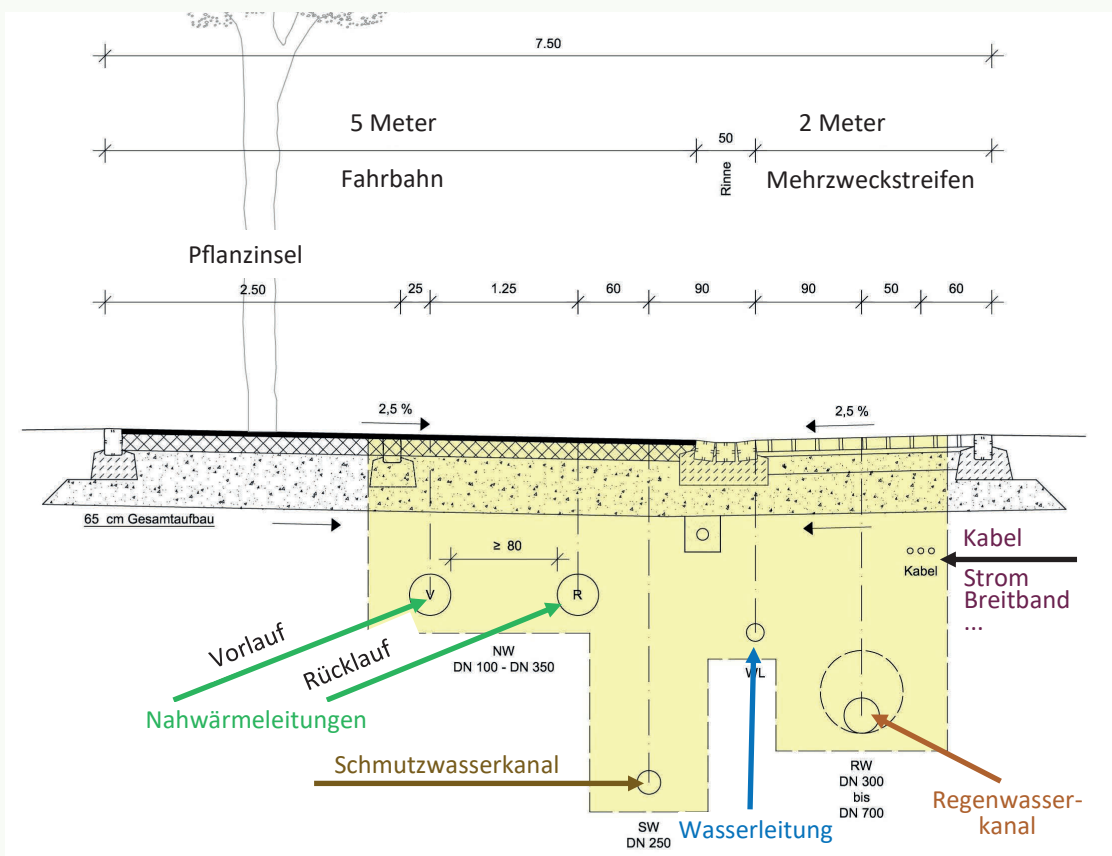 7.50
5 Meter
50
2 Meter
Fahrbahn
Rinne
Mehrzweckstreifen
Pflanzinsel
2.50
25
1.25
60
90
90
50
60
2,5 %
2,5 %
65 cm Gesamtaufbau
≥ 80
Kabel
Kabel
Strom
Breitband
...
V
R
Vorlauf
Rücklauf
NW
DN 100 - DN 350
WL
Nahwärmeleitungen
Schmutzwasserkanal
RW
DN 300
bis
DN 700
Regenwasser-
kanal
SW
DN 250
Wasserleitung